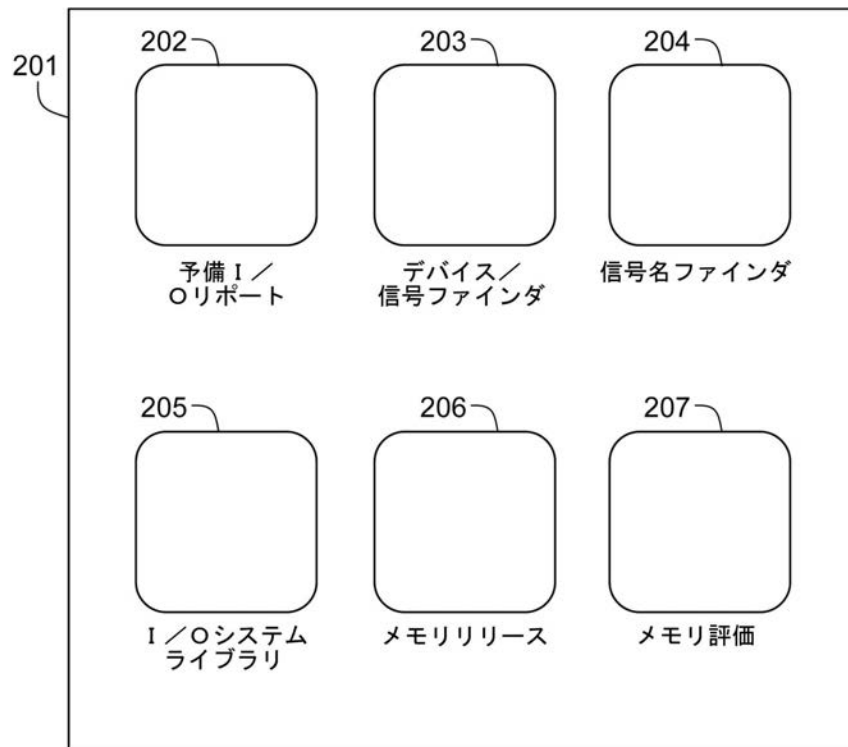 201
202
203
204
予備Ｉ／
Ｏリポート
デバイス／
信号ファインダ
信号名ファインダ
205
206
207
Ｉ／Ｏシステム
ライブラリ
メモリリリース
メモリ評価